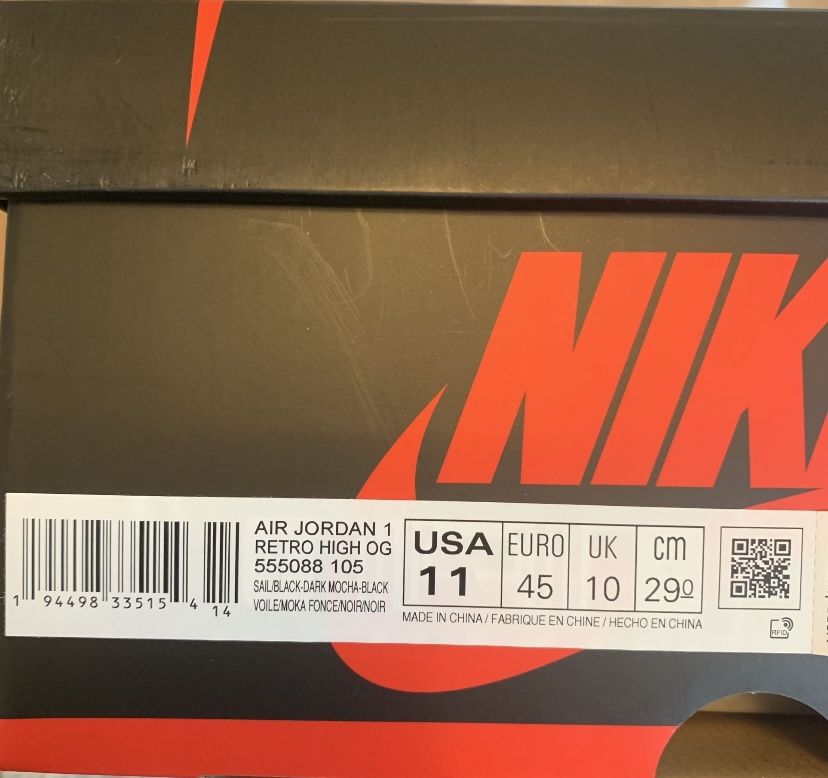 NIK
AIR JORDAN 1
RETRO HIGH OG
555088 105
SAIL/BLACK-DARK MOCHA-BLACK
VOILE/MOKA FONCE/NOIR/NOIR
1 94498 33515 4
14
USA EURO UK cm
11 45 10 290
MADE IN CHINA / FABRIQUE EN CHINE / HECHO EN CHINA
RFID